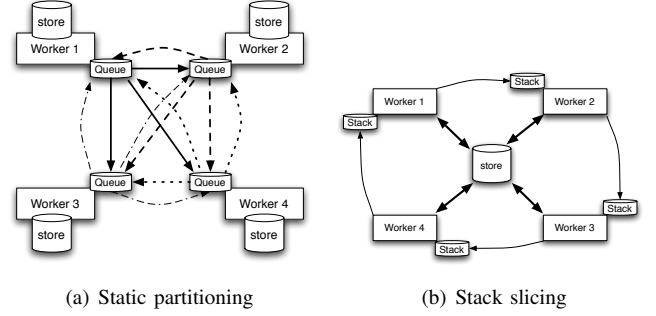 store
store
Worker 1
Worker 2
Queue
Queue
Queue
Queue
Worker 3
Worker 4
store
store
(a) Static partitioning
Stack
Worker 1
Worker 2
Stack
store
Stack
Worker 4
Worker 3
Stack
(b) Stack slicing